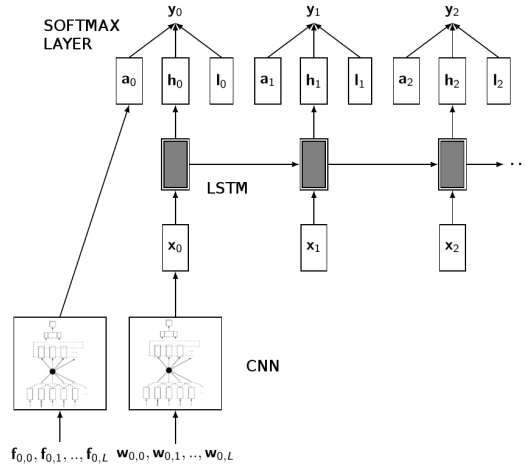 y₀ y₁ y₂
SOFTMAX
LAYER
a₀ h₀ l₀ a₁ h₁ l₁ a₂ h₂ l₂
LSTM
x₀ x₁ x₂
CNN
f₀,₀, f₀,₁, .., f₀,L w₀,₀, w₀,₁, .., w₀,L